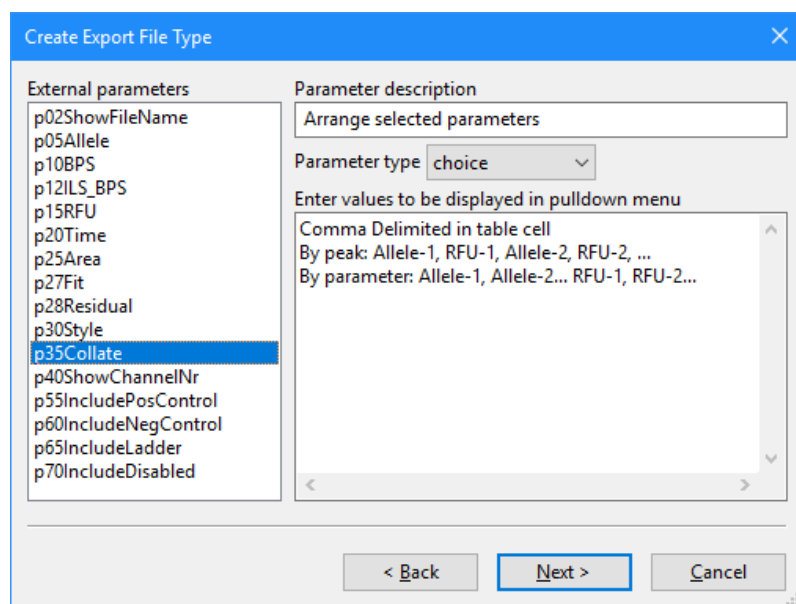 Create Export File Type
External parameters
p02ShowFileName
p05Allele
p10BPS
p12ILS_BPS
p15RFU
p20Time
p25Area
p27Fit
p28Residual
p30Style
p35Collate
p40ShowChannelNr
p55IncludePosControl
p60IncludeNegControl
p65IncludeLadder
p70IncludeDisabled
Parameter description
Arrange selected parameters
Parameter type choice
Enter values to be displayed in pulldown menu
Comma Delimited in table cell
By peak: Allele-1, RFU-1, Allele-2, RFU-2, ...
By parameter: Allele-1, Allele-2... RFU-1, RFU-2...
< Back
Next >
Cancel